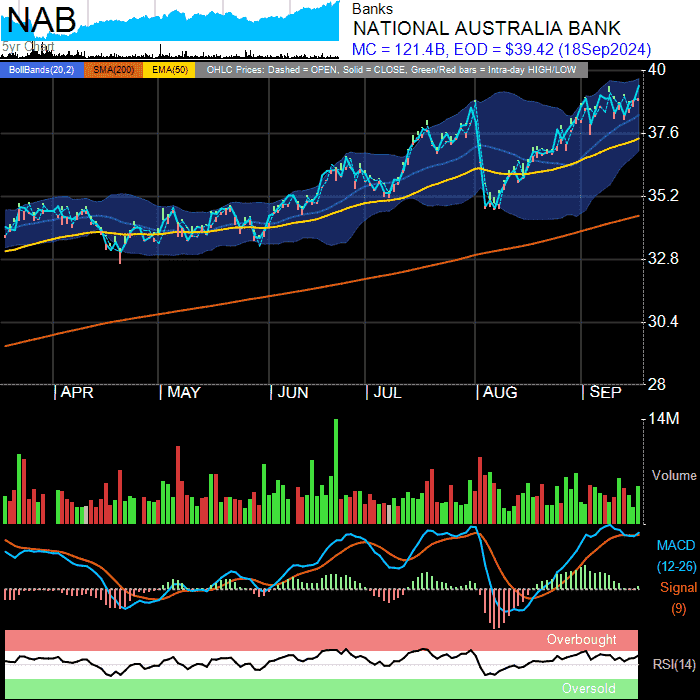 NAB
5yr Chart
Banks
NATIONAL AUSTRALIA BANK
MC = 121.4B, EOD = $39.42 (18Sep2024)
BollBands(20,2) SMA(200) EMA(50) OHLC Prices: Dashed = OPEN, Solid = CLOSE, Green/Red bars = Intra-day HIGH/LOW
40
37.6
35.2
32.8
30.4
28
APR MAY JUN JUL AUG SEP
14M
Volume
MACD
(12-26)
Signal
(9)
Overbought
RSI(14)
Oversold